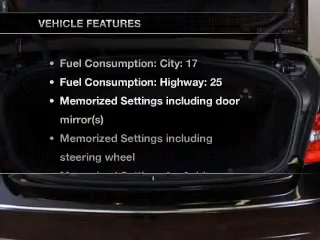 VEHICLE FEATURES
• Fuel Consumption: City: 17
• Fuel Consumption: Highway: 25
• Memorized Settings including door
mirror(s)
• Memorized Settings including
steering wheel